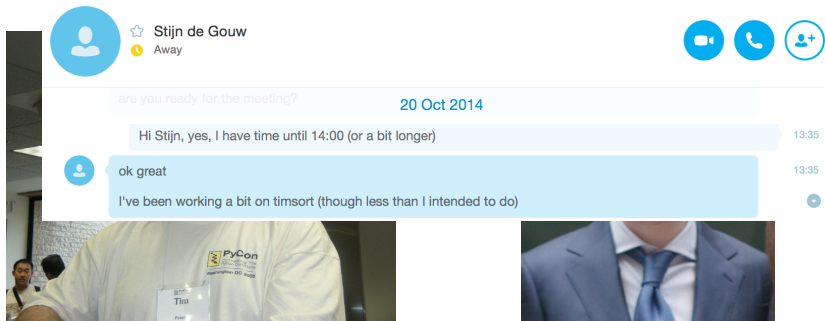 Stijn de Gouw
Away
are you ready for the meeting?
20 Oct 2014
Hi Stijn, yes, I have time until 14:00 (or a bit longer)
13:35
ok great
13:35
I've been working a bit on timsort (though less than I intended to do)
PyCon
Tim